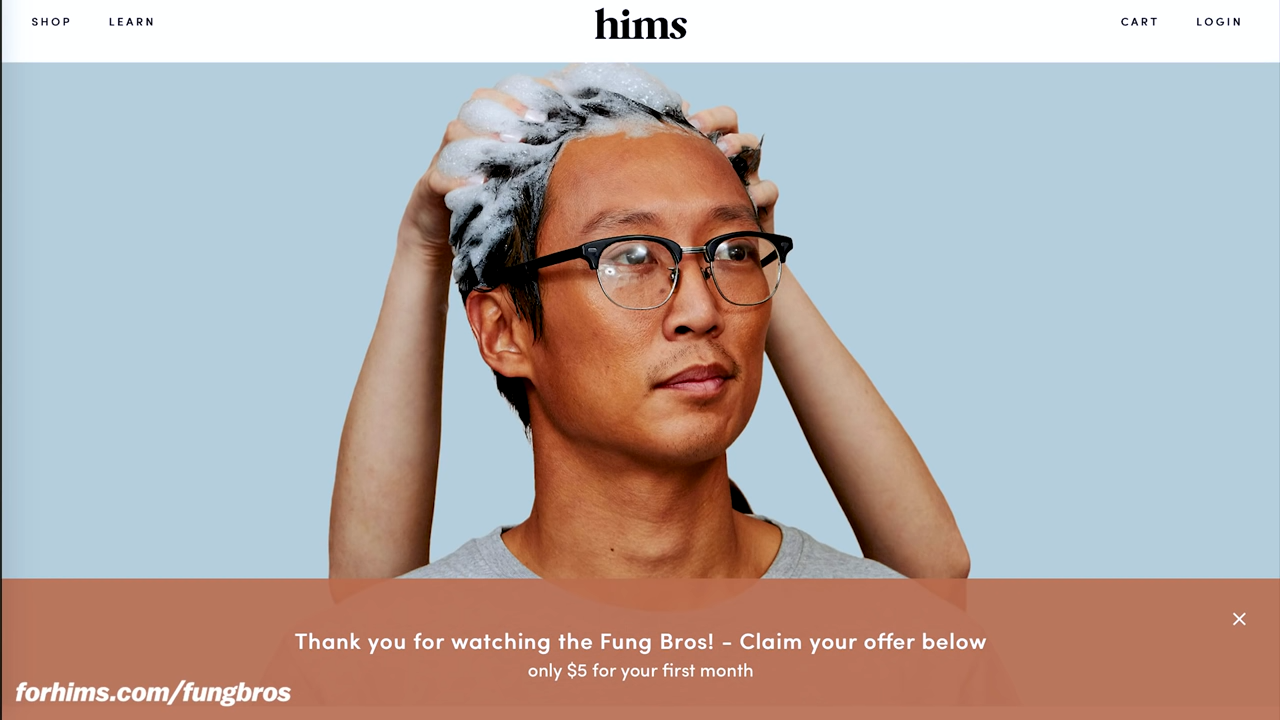 SHOP LEARN hims CART LOGIN
Thank you for watching the Fung Bros! - Claim your offer below
only $5 for your first month
forhims.com/fungbros